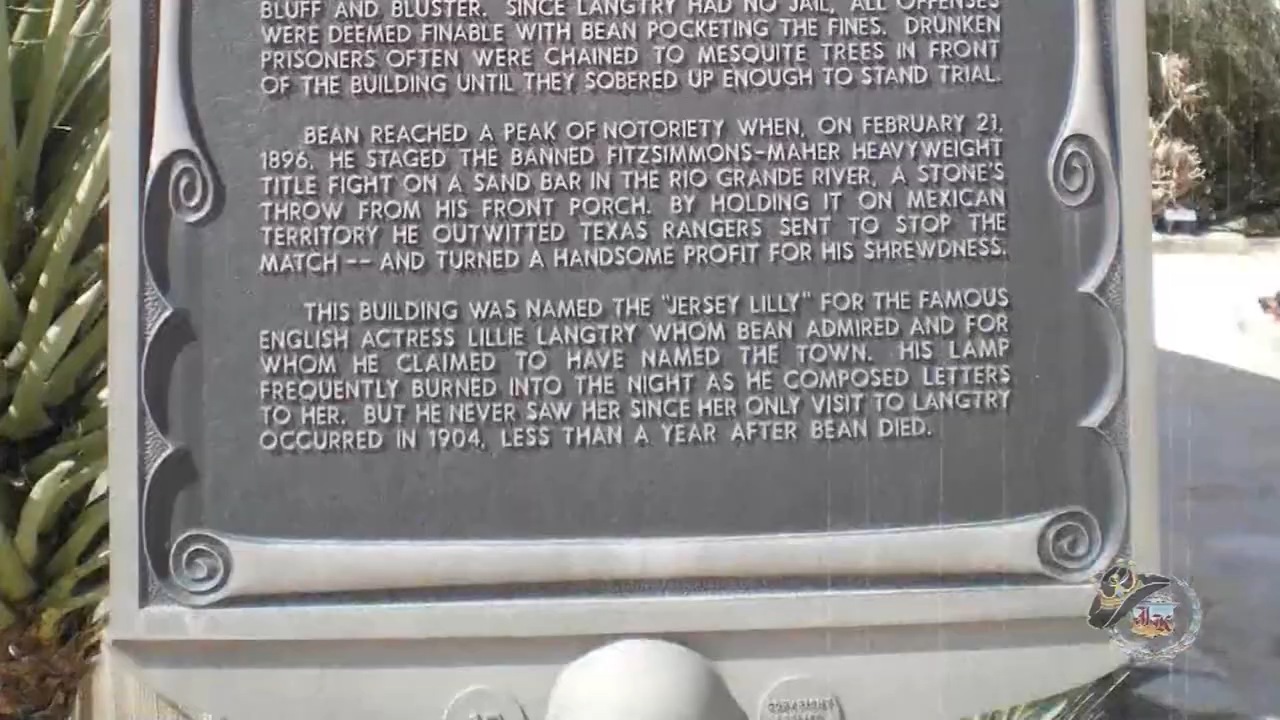 BLUFF AND BLUSTER. SINCE LANGTRY HAD NO JAIL, ALL OFFENSES
WERE DEEMED FINABLE WITH BEAN POCKETING THE FINES. DRUNKEN
PRISONERS OFTEN WERE CHAINED TO MESQUITE TREES IN FRONT
OF THE BUILDING UNTIL THEY SOBERED UP ENOUGH TO STAND TRIAL.
BEAN REACHED A PEAK OF NOTORIETY WHEN, ON FEBRUARY 21,
1896, HE STAGED THE BANNED FITZSIMMONS-MAHER HEAVYWEIGHT
TITLE FIGHT ON A SAND BAR IN THE RIO GRANDE RIVER, A STONE'S
THROW FROM HIS FRONT PORCH. BY HOLDING IT ON MEXICAN
TERRITORY HE OUTWITTED TEXAS RANGERS SENT TO STOP THE
MATCH -- AND TURNED A HANDSOME PROFIT FOR HIS SHREWDNESS.
THIS BUILDING WAS NAMED THE "JERSEY LILLY" FOR THE FAMOUS
ENGLISH ACTRESS LILLIE LANGTRY WHOM BEAN ADMIRED AND FOR
WHOM HE CLAIMED TO HAVE NAMED THE TOWN. HIS LAMP
FREQUENTLY BURNED INTO THE NIGHT AS HE COMPOSED LETTERS
TO HER. BUT HE NEVER SAW HER SINCE HER ONLY VISIT TO LANGTRY
OCCURRED IN 1904, LESS THAN A YEAR AFTER BEAN DIED.